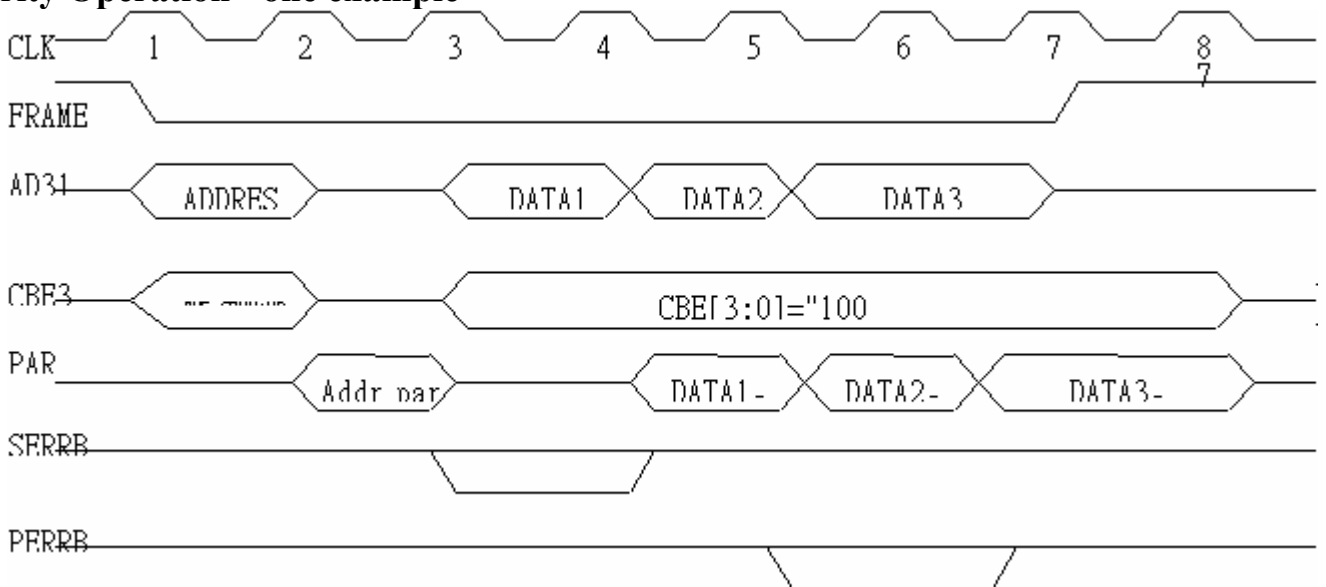 rity Operation - one example
CLK 1 2 3 4 5 6 7 8
7
FRAME
AD31 ADDRES DATA1 DATA2 DATA3
CBE3 CBE[3:0]="100
PAR Addr par DATA1- DATA2- DATA3-
SERRB
PERRB